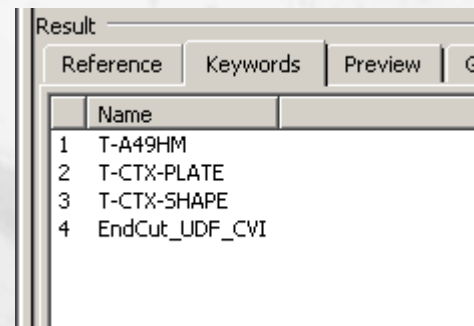 Result
Reference Keywords Preview
Name
1 T-A49HM
2 T-CTX-PLATE
3 T-CTX-SHAPE
4 EndCut_UDF_CVI